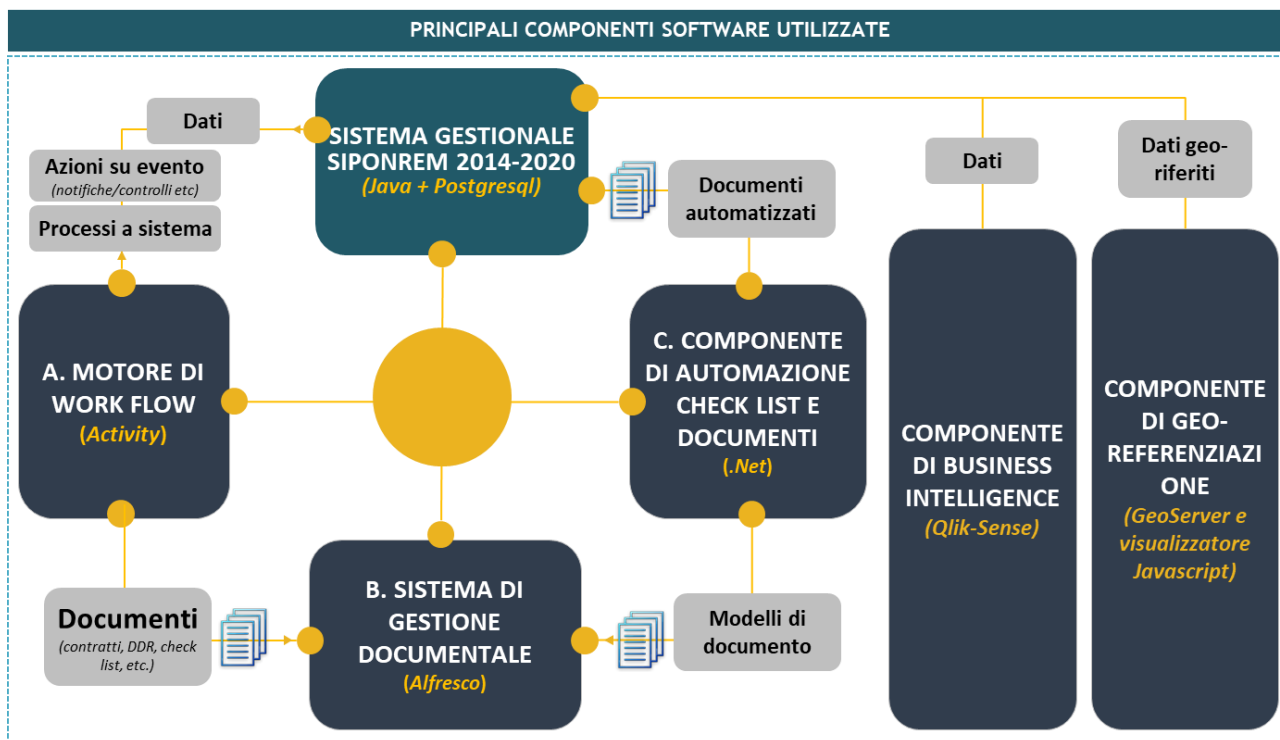 PRINCIPALI COMPONENTI SOFTWARE UTILIZZATE
SISTEMA GESTIONALE
SIPONREM 2014-2020
(Java + Postgresql)
Dati
Azioni su evento
(notifiche/controlli etc)
Processi a sistema
Documenti
automatizzati
Dati
Dati geo-
riferiti
A. MOTORE DI
WORK FLOW
(Activity)
C. COMPONENTE
DI AUTOMAZIONE
CHECK LIST E
DOCUMENTI
(.Net)
COMPONENTE
DI BUSINESS
INTELLIGENCE
(Qlik-Sense)
COMPONENTE
DI GEO-
REFERENZIAZI
ONE
(GeoServer e
visualizzatore
Javascript)
Documenti
(contratti, DDR, check
list, etc.)
B. SISTEMA DI
GESTIONE
DOCUMENTALE
(Alfresco)
Modelli di
documento